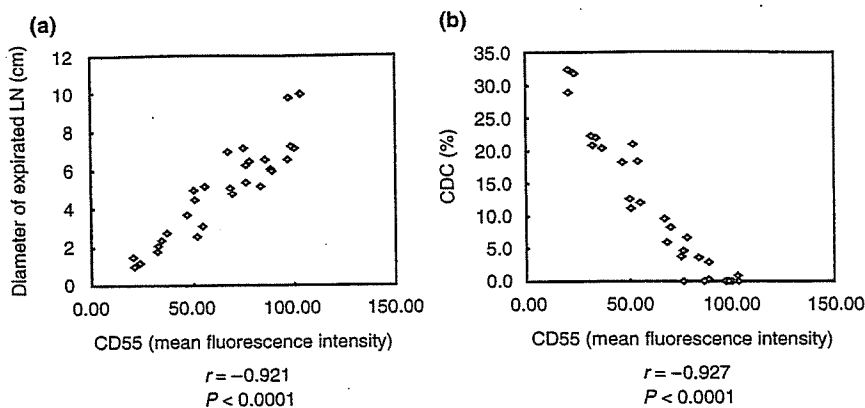 (a)
Diameter of expirated LN (cm)
12
10
8
6
4
2
0
0.00 50.00 100.00 150.00
CD55 (mean fluorescence intensity)
r = −0.921
P < 0.0001
(b)
CDC (%)
35.0
30.0
25.0
20.0
15.0
10.0
5.0
0.0
0.00 50.00 100.00 150.00
CD55 (mean fluorescence intensity)
r = −0.927
P < 0.0001